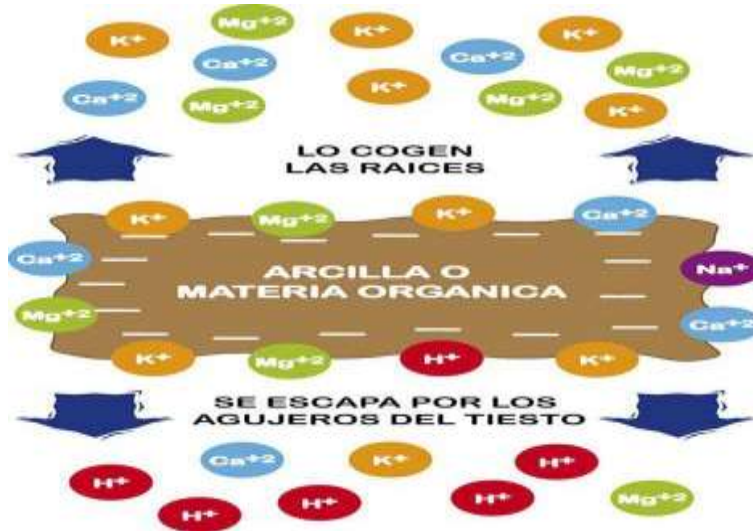 K+ Mg+2 K+ K+
Ca+2 Ca+2 Mg+2
Ca+2 Mg+2 K+ Mg+2 K+
LO COGEN
LAS RAICES
K+ Mg+2 K+ Ca+2
Ca+2 Na+
ARCILLA O
MATERIA ORGANICA
Mg+2 Ca+2
K+ Mg+2 H+ K+
SE ESCAPA POR LOS
AGUJEROS DEL TIESTO
Ca+2 K+ H+
H+ H+ H+ H+ Mg+2